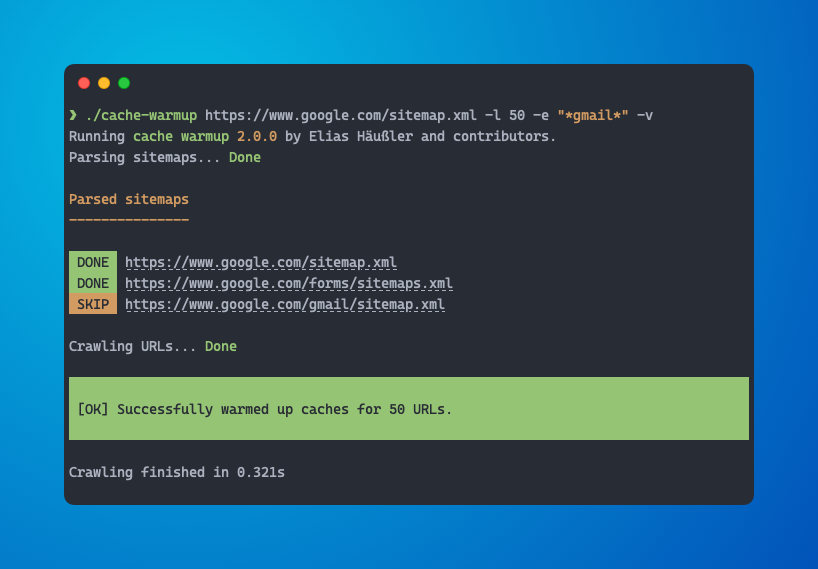 ❯ ./cache-warmup https://www.google.com/sitemap.xml -l 50 -e "*gmail*" -v
Running cache warmup 2.0.0 by Elias Häußler and contributors.
Parsing sitemaps... Done
Parsed sitemaps
---------------
DONE https://www.google.com/sitemap.xml
DONE https://www.google.com/forms/sitemaps.xml
SKIP https://www.google.com/gmail/sitemap.xml
Crawling URLs... Done
[OK] Successfully warmed up caches for 50 URLs.
Crawling finished in 0.321s